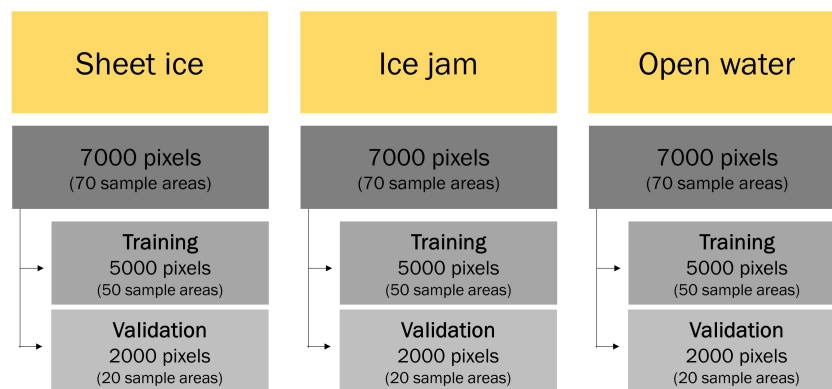 Sheet ice
7000 pixels
(70 sample areas)
Training
5000 pixels
(50 sample areas)
Validation
2000 pixels
(20 sample areas)
Ice jam
7000 pixels
(70 sample areas)
Training
5000 pixels
(50 sample areas)
Validation
2000 pixels
(20 sample areas)
Open water
7000 pixels
(70 sample areas)
Training
5000 pixels
(50 sample areas)
Validation
2000 pixels
(20 sample areas)